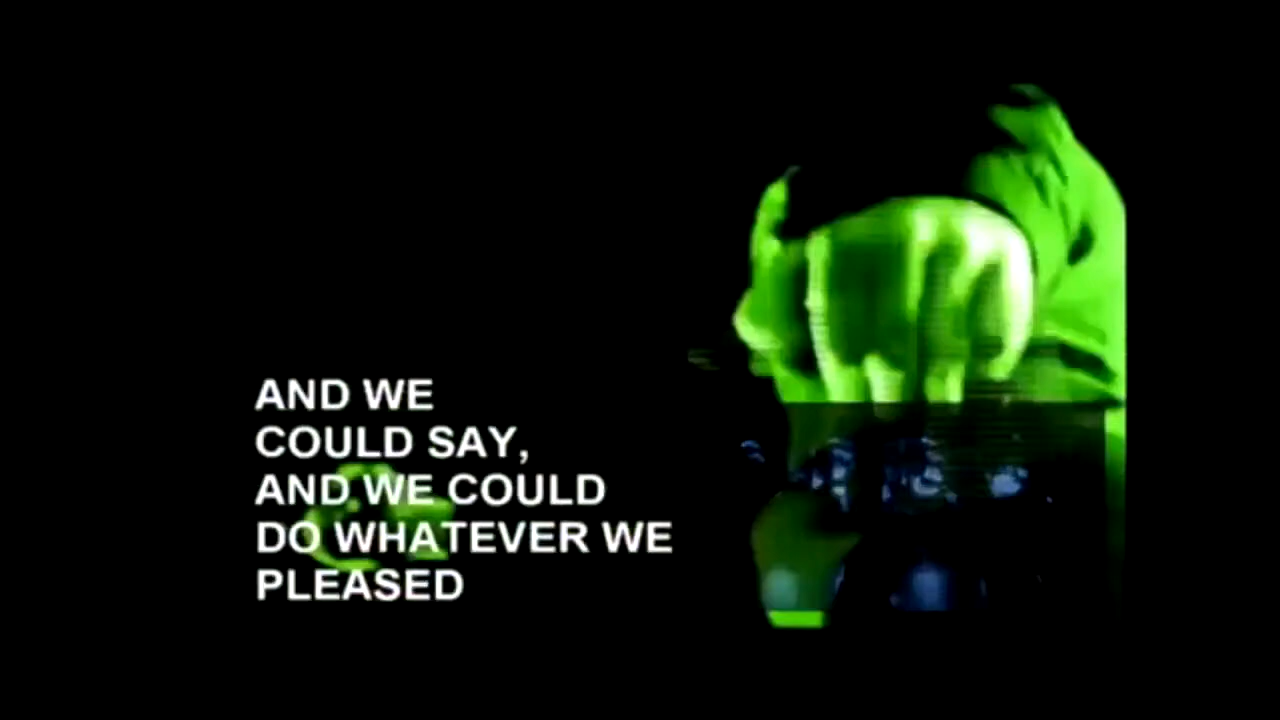 AND WE
COULD SAY,
AND WE COULD
DO WHATEVER WE
PLEASED